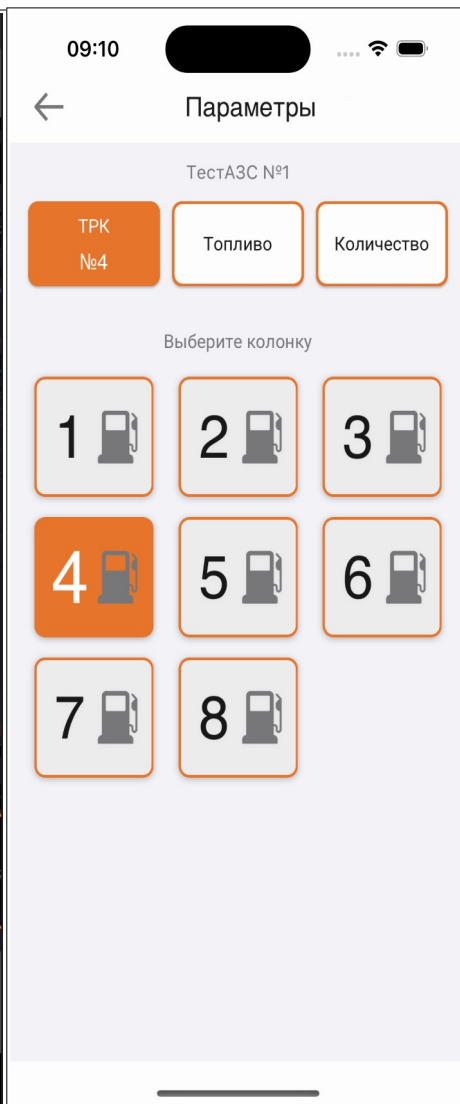 09:10
Параметры
ТестАЗС №1
ТРК
№4
Топливо
Количество
Выберите колонку
1
2
3
4
5
6
7
8